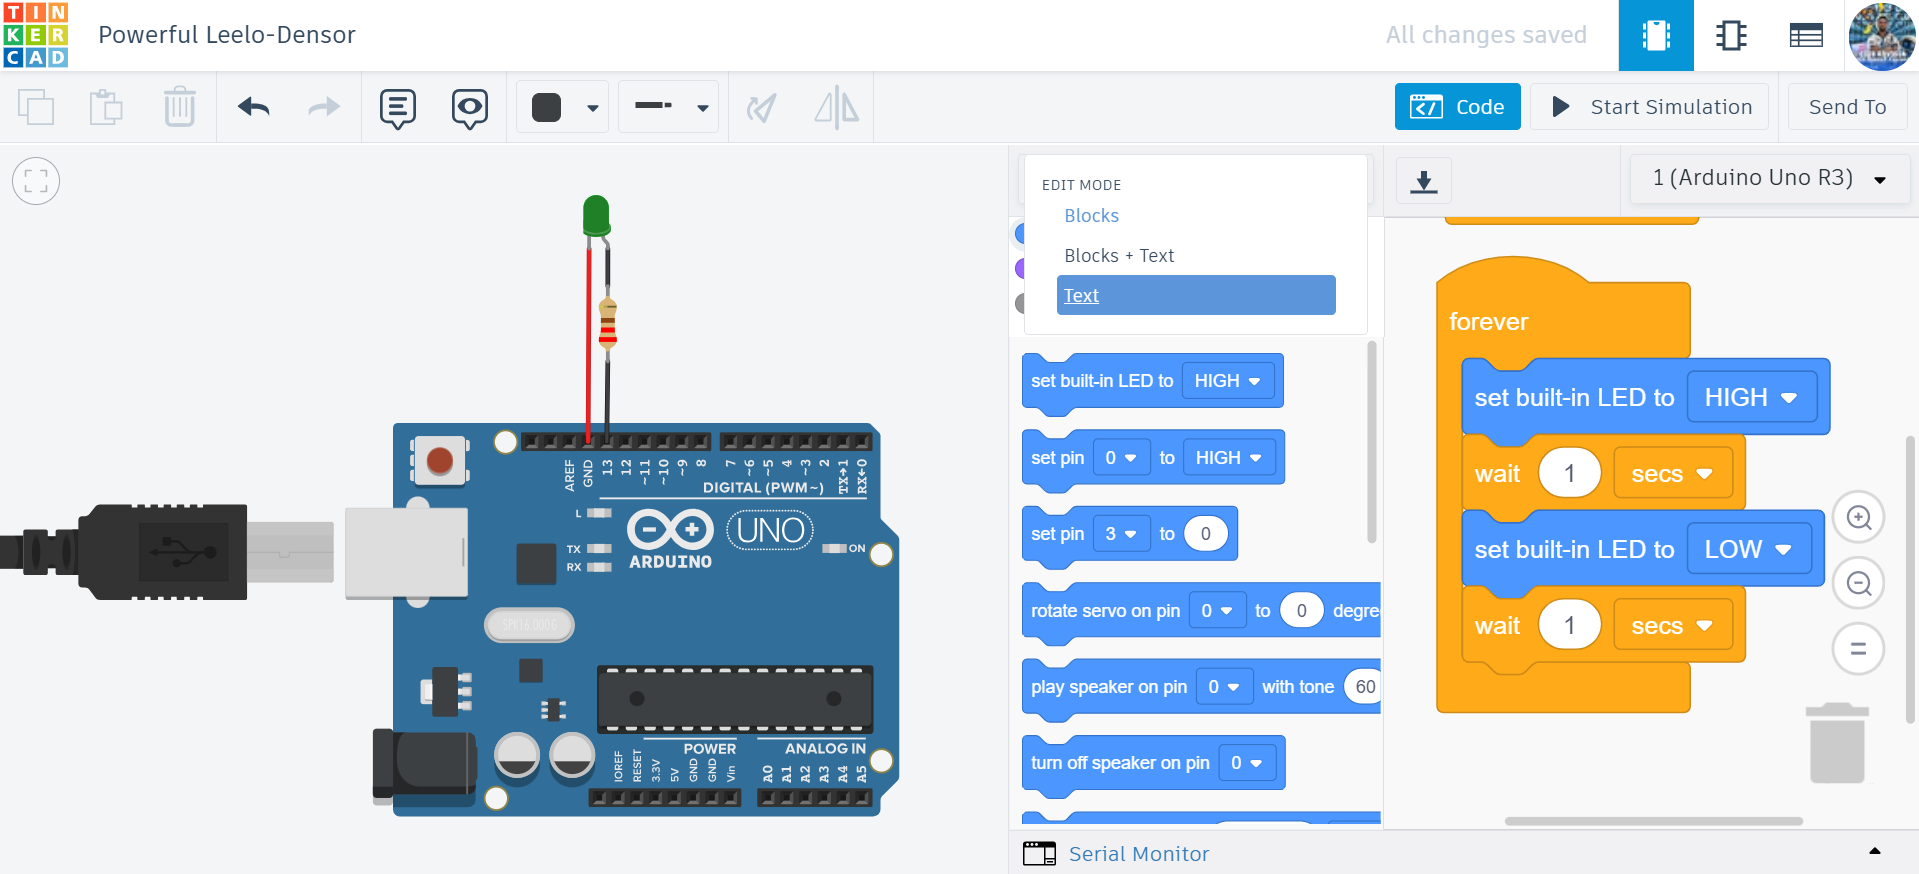 TIN
KER
CAD
Powerful Leelo-Densor
All changes saved
Code
Start Simulation
Send To
EDIT MODE
Blocks
Blocks + Text
Text
1 (Arduino Uno R3)
set built-in LED to HIGH
set pin 0 to HIGH
set pin 3 to 0
rotate servo on pin 0 to 0 degre
play speaker on pin 0 with tone 60
turn off speaker on pin 0
forever
set built-in LED to HIGH
wait 1 secs
set built-in LED to LOW
wait 1 secs
AREF
GND
13
12
~11
~10
~9
8
7
~6
~5
4
~3
2
TX→1
RX←0
DIGITAL (PWM~)
L
TX
RX
ARDUINO
UNO
ON
SPK16.000G
POWER
ANALOG IN
IOREF
RESET
3.3V
5V
GND
GND
Vin
A0
A1
A2
A3
A4
A5
Serial Monitor